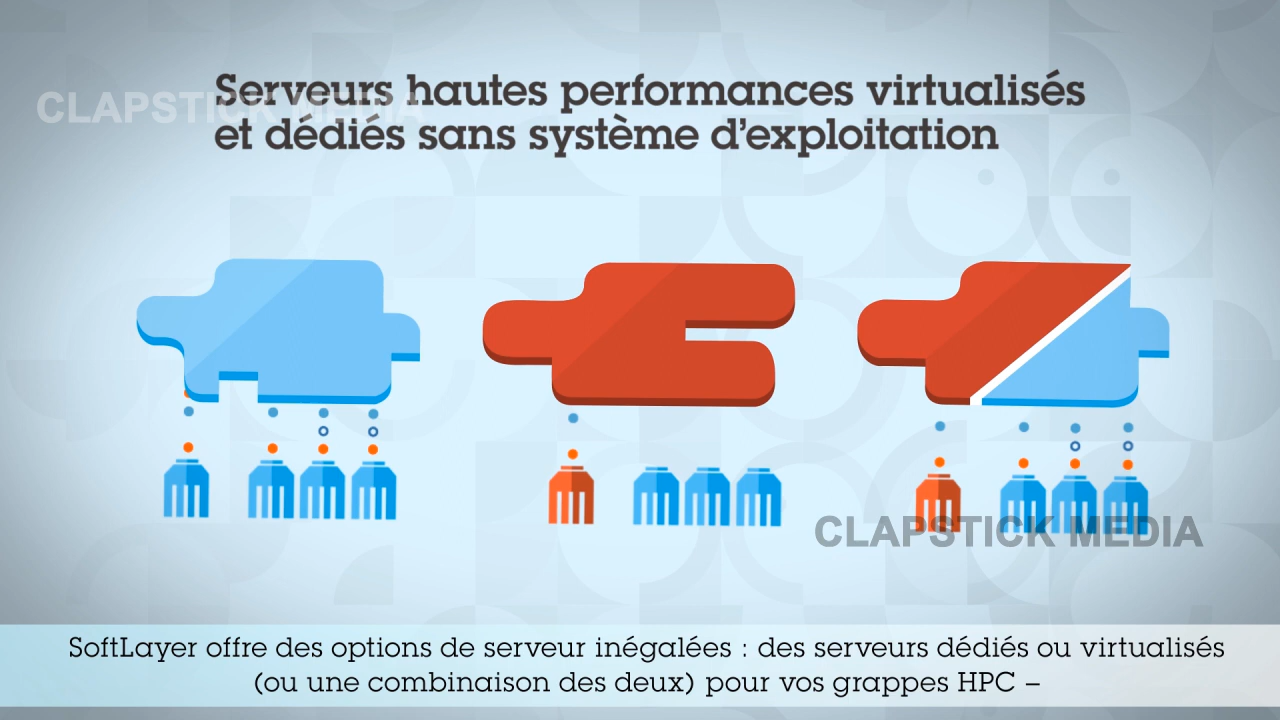 Serveurs hautes performances virtualisés
CLAPSTICK MEDIA
et dédiés sans système d'exploitation
CLAPSTICK MEDIA
SoftLayer offre des options de serveur inégalées : des serveurs dédiés ou virtualisés
(ou une combinaison des deux) pour vos grappes HPC –